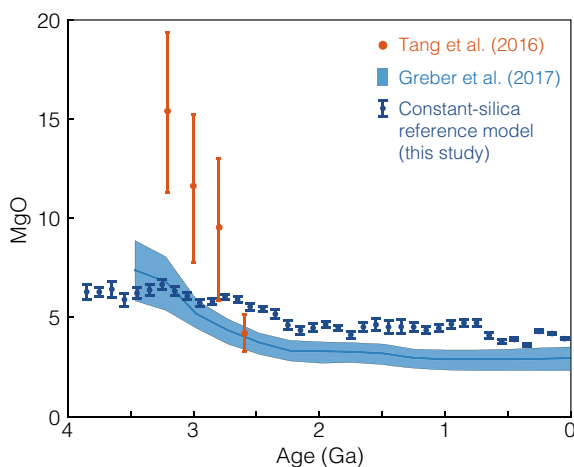 20
15
10
5
0
MgO
4
3
2
1
0
Age (Ga)
Tang et al. (2016)
Greber et al. (2017)
Constant-silica
reference model
(this study)